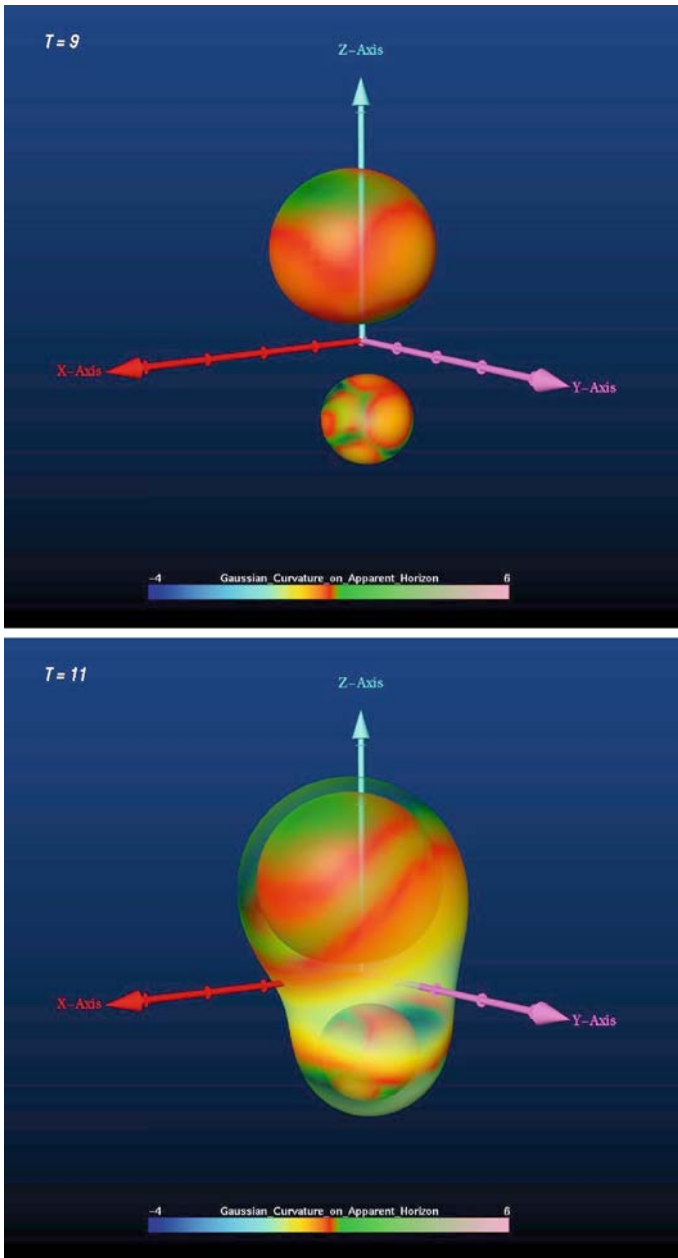 T = 9
Z-Axis
X-Axis
Y-Axis
-4 Gaussian_Curvature_on_Apparent_Horizon 6
T = 11
Z-Axis
X-Axis
Y-Axis
-4 Gaussian_Curvature_on_Apparent_Horizon 6